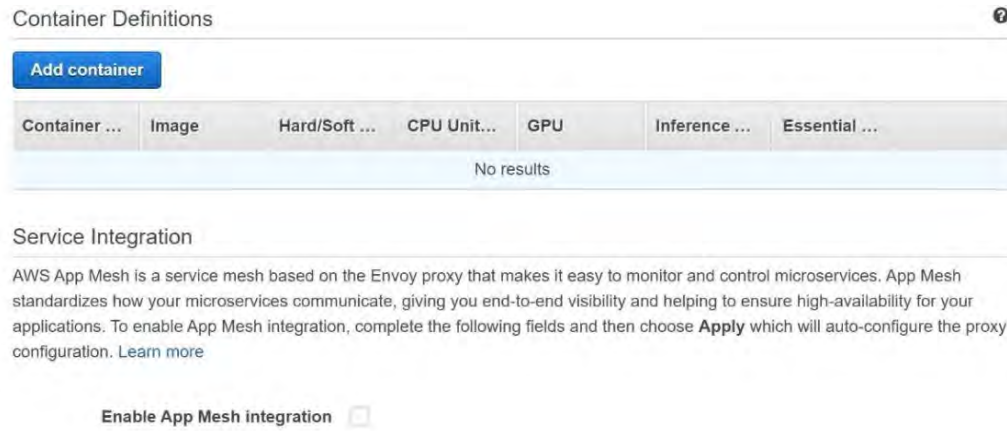 Container Definitions
Add container
Container ... Image Hard/Soft ... CPU Unit... GPU Inference ... Essential ...
No results
Service Integration
AWS App Mesh is a service mesh based on the Envoy proxy that makes it easy to monitor and control microservices. App Mesh
standardizes how your microservices communicate, giving you end-to-end visibility and helping to ensure high-availability for your
applications. To enable App Mesh integration, complete the following fields and then choose Apply which will auto-configure the proxy
configuration. Learn more
Enable App Mesh integration